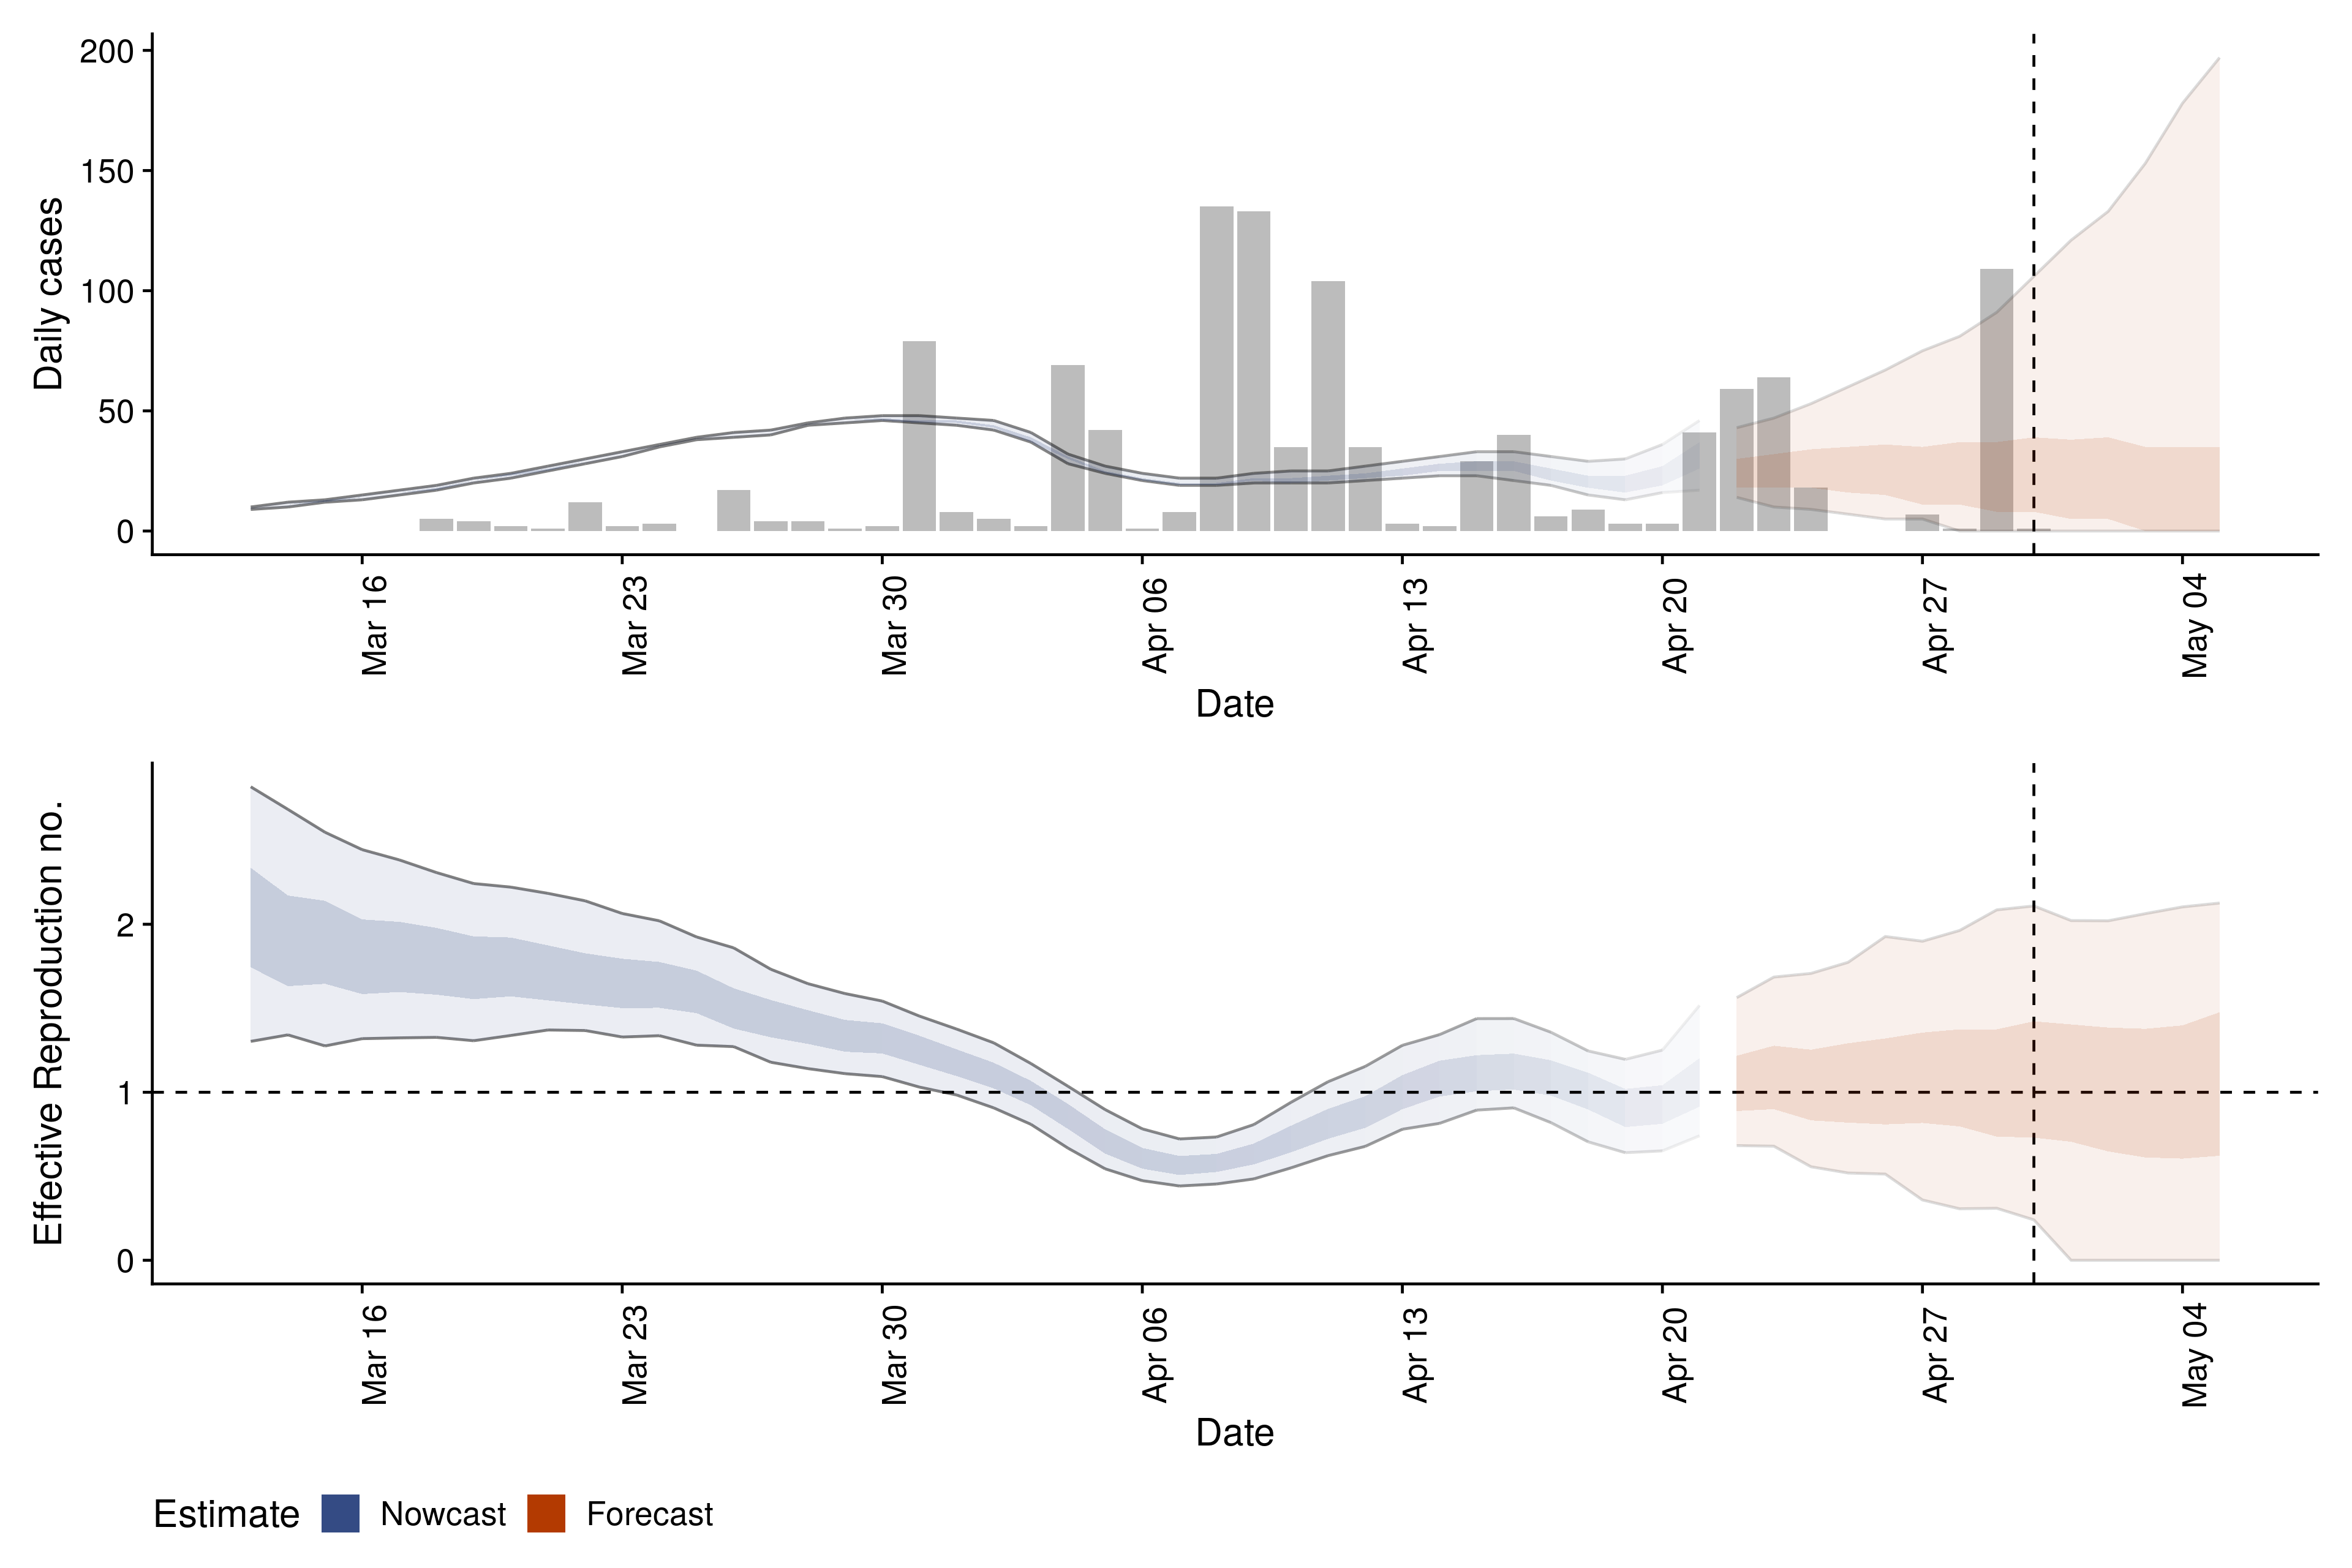 Daily cases
200
150
100
50
0
Mar 16
Mar 23
Mar 30
Apr 06
Apr 13
Apr 20
Apr 27
May 04
Date
Effective Reproduction no.
2
1
0
Mar 16
Mar 23
Mar 30
Apr 06
Apr 13
Apr 20
Apr 27
May 04
Date
Estimate Nowcast Forecast